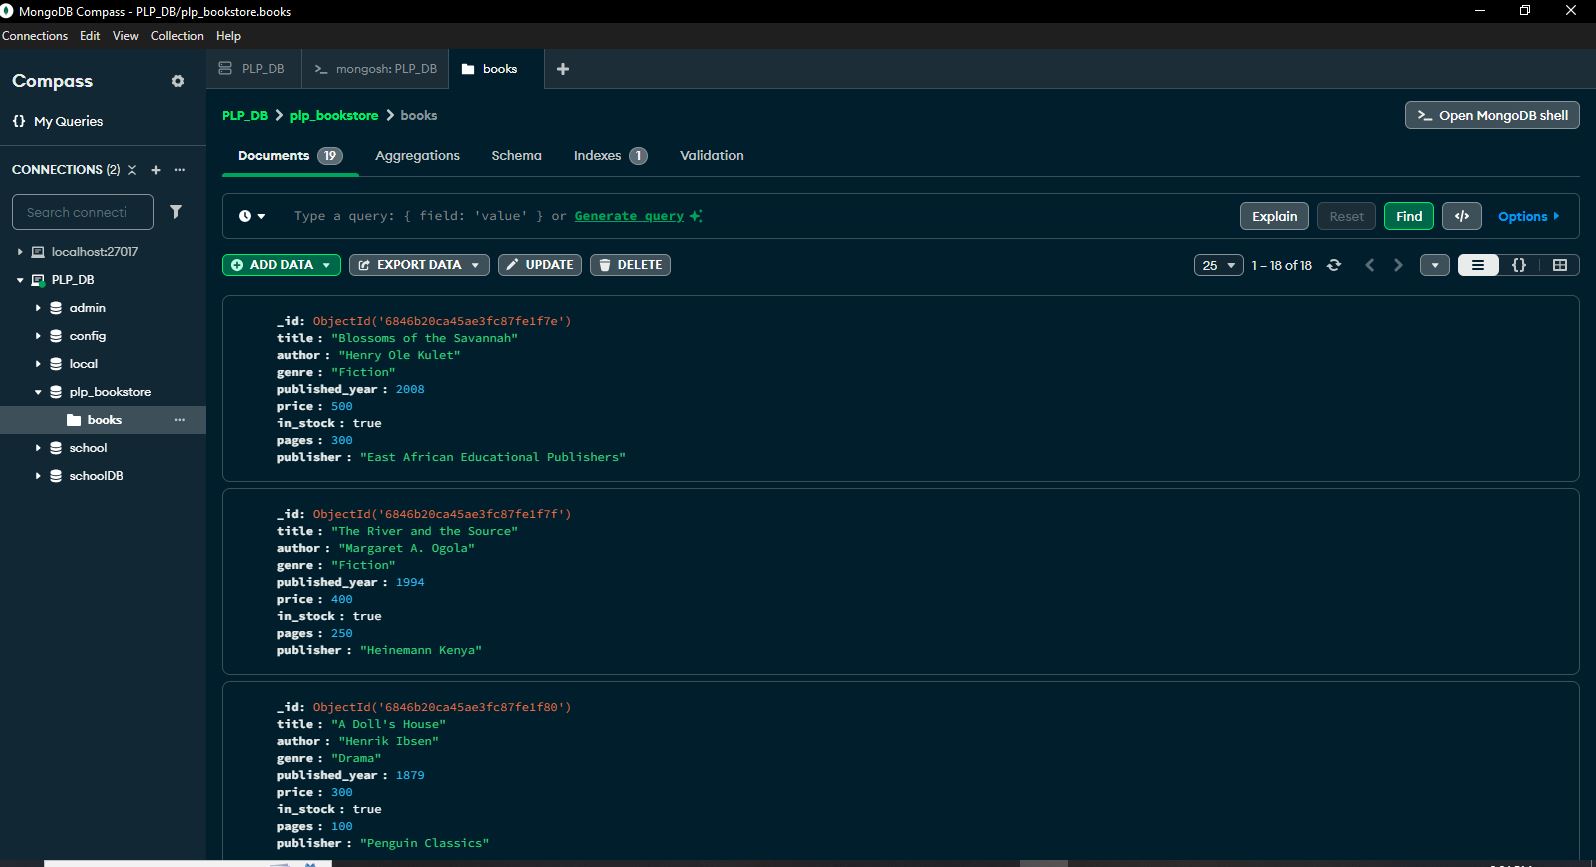 MongoDB Compass - PLP_DB/plp_bookstore.books
Connections Edit View Collection Help
Compass
PLP_DB
mongosh: PLP_DB
books
My Queries
PLP_DB > plp_bookstore > books
Open MongoDB shell
Documents 19 Aggregations Schema Indexes 1 Validation
CONNECTIONS (2)
Search connecti
Type a query: { field: 'value' } or Generate query
Explain Reset Find </> Options
localhost:27017
PLP_DB
admin
config
local
plp_bookstore
books
school
schoolDB
ADD DATA EXPORT DATA UPDATE DELETE
25 1 – 18 of 18
_id: ObjectId('6846b20ca45ae3fc87fe1f7e')
title : "Blossoms of the Savannah"
author : "Henry Ole Kulet"
genre : "Fiction"
published_year : 2008
price : 500
in_stock : true
pages : 300
publisher : "East African Educational Publishers"
_id: ObjectId('6846b20ca45ae3fc87fe1f7f')
title : "The River and the Source"
author : "Margaret A. Ogola"
genre : "Fiction"
published_year : 1994
price : 400
in_stock : true
pages : 250
publisher : "Heinemann Kenya"
_id: ObjectId('6846b20ca45ae3fc87fe1f80')
title : "A Doll's House"
author : "Henrik Ibsen"
genre : "Drama"
published_year : 1879
price : 300
in_stock : true
pages : 100
publisher : "Penguin Classics"